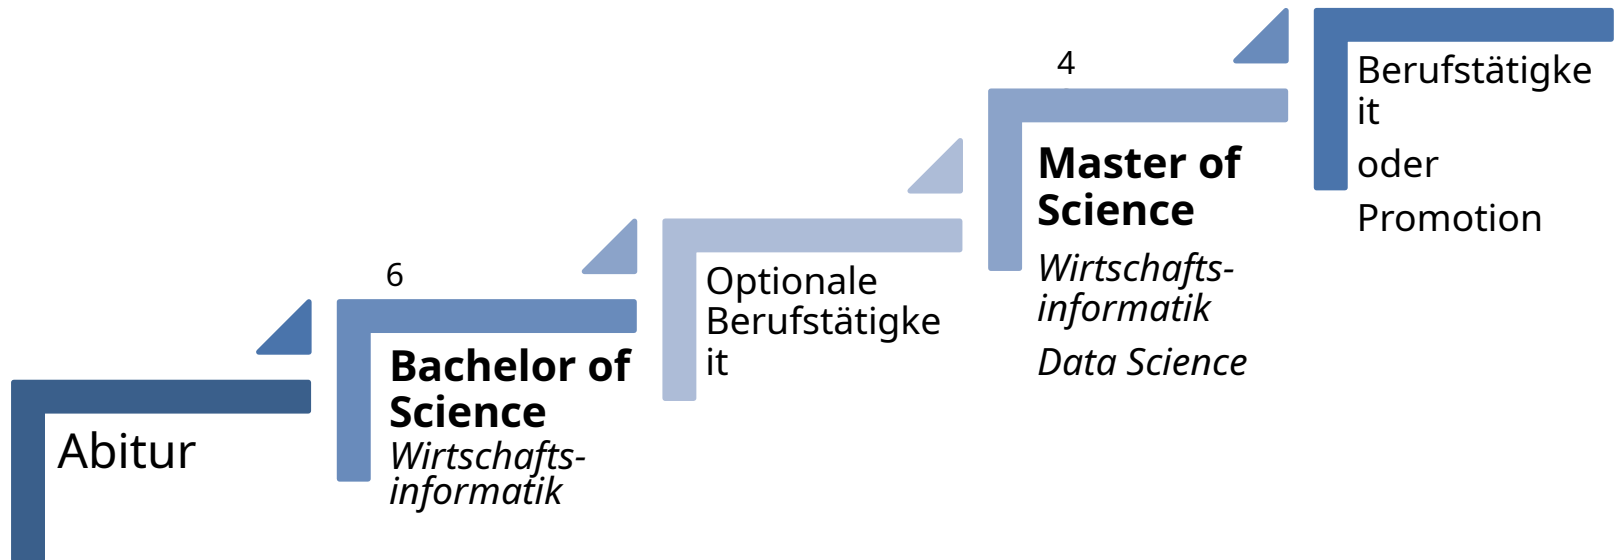 Abitur
6
Bachelor of
Science
Wirtschafts-
informatik
Optionale
Berufstätigke
it
4
Master of
Science
Wirtschafts-
informatik
Data Science
Berufstätigke
it
oder
Promotion